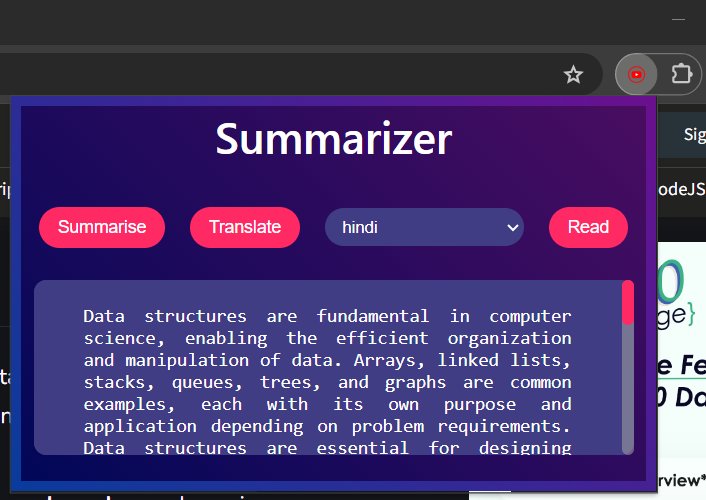 Summarizer
Sig
odeJS
Summarise Translate hindi Read
Data structures are fundamental in computer
science, enabling the efficient organization
and manipulation of data. Arrays, linked lists,
stacks, queues, trees, and graphs are common
examples, each with its own purpose and
application depending on problem requirements.
Data structures are essential for designing
ge}
e Fe
0 Da
rview*